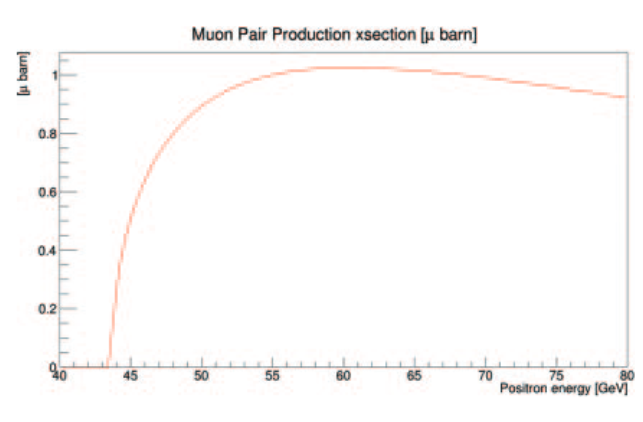 Muon Pair Production xsection [μ barn]
[μ barn]
1
0.8
0.6
0.4
0.2
0
40 45 50 55 60 65 70 75 80
Positron energy [GeV]